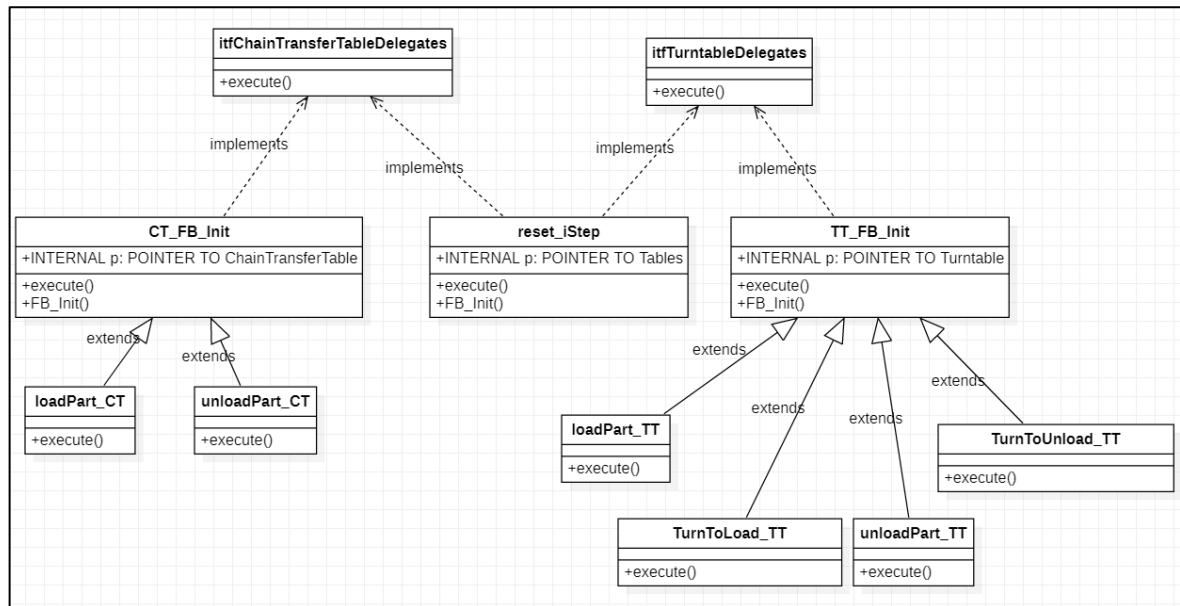 itfChainTransferTableDelegates
+execute()
itfTurntableDelegates
+execute()
implements
implements
implements
implements
CT_FB_Init
+INTERNAL p: POINTER TO ChainTransferTable
+execute()
+FB_Init()
reset_iStep
+INTERNAL p: POINTER TO Tables
+execute()
+FB_Init()
TT_FB_Init
+INTERNAL p: POINTER TO Turntable
+execute()
+FB_Init()
extends
extends
extends
extends
extends
extends
loadPart_CT
+execute()
unloadPart_CT
+execute()
loadPart_TT
+execute()
TurnToUnload_TT
+execute()
TurnToLoad_TT
+execute()
unloadPart_TT
+execute()